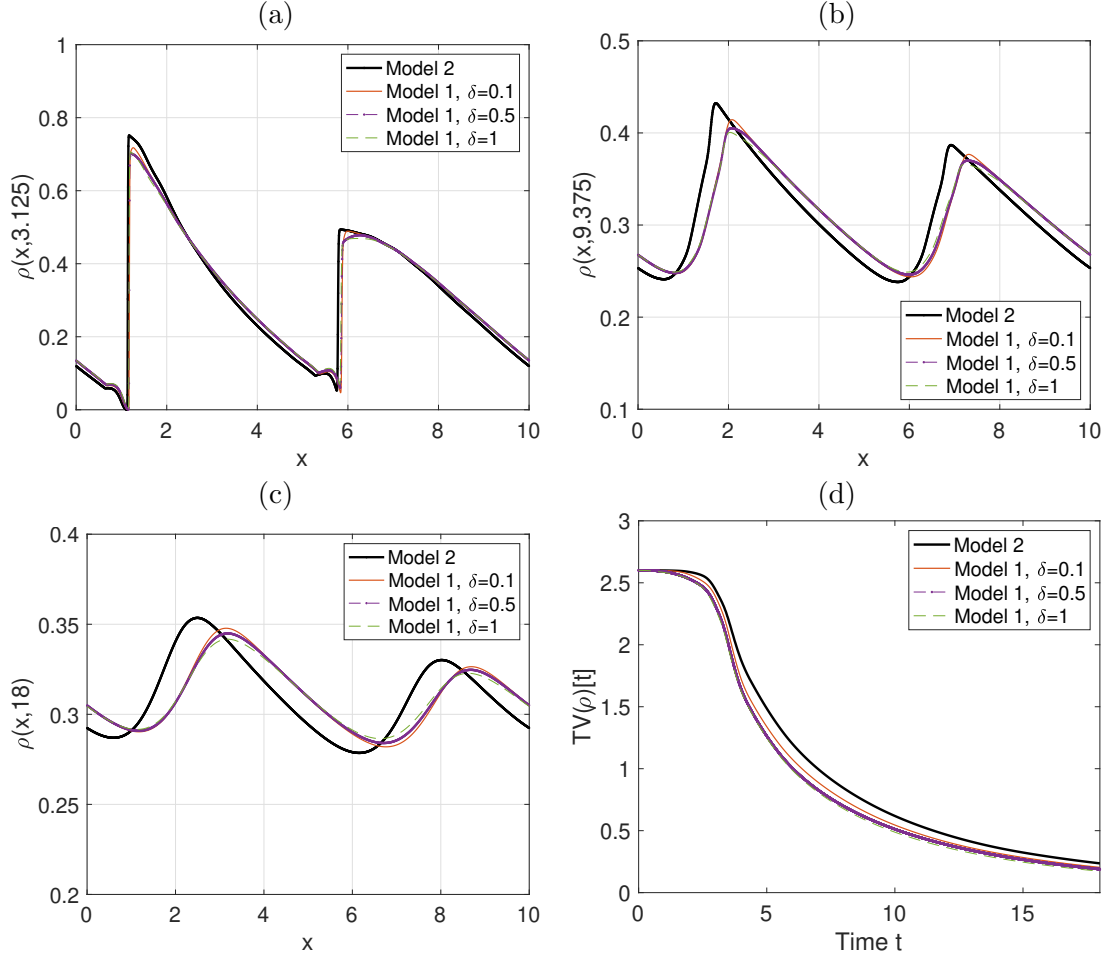 (a)
1
0.8
0.6
0.4
0.2
0
0 2 4 6 8 10
x
ρ(x,3.125)
Model 2
Model 1, δ=0.1
Model 1, δ=0.5
Model 1, δ=1
(b)
0.5
0.4
0.3
0.2
0.1
0 2 4 6 8 10
x
ρ(x,9.375)
Model 2
Model 1, δ=0.1
Model 1, δ=0.5
Model 1, δ=1
(c)
0.4
0.35
0.3
0.25
0.2
0 2 4 6 8 10
x
ρ(x,18)
Model 2
Model 1, δ=0.1
Model 1, δ=0.5
Model 1, δ=1
(d)
3
2.5
2
1.5
1
0.5
0
0 5 10 15
Time t
TV(ρ)[t]
Model 2
Model 1, δ=0.1
Model 1, δ=0.5
Model 1, δ=1